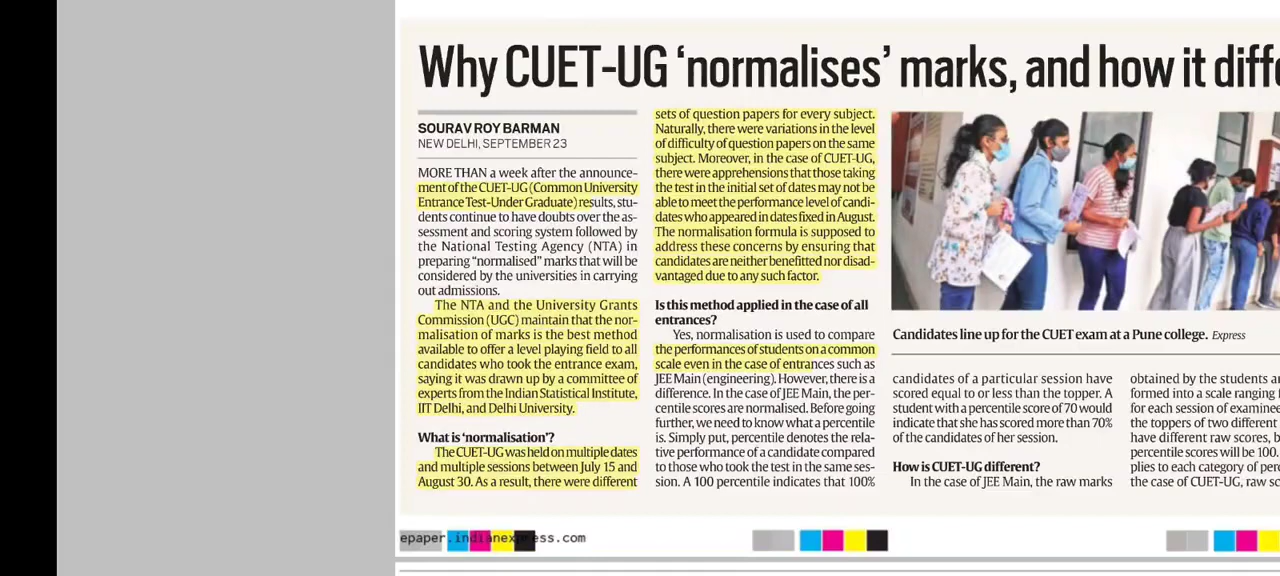 Why CUET-UG ‘normalises’ marks, and how it diffe
SOURAV ROY BARMAN
NEW DELHI, SEPTEMBER 23
MORE THAN a week after the announce-
ment of the CUET-UG (Common University
Entrance Test-Under Graduate) results, stu-
dents continue to have doubts over the as-
sessment and scoring system followed by
the National Testing Agency (NTA) in
preparing “normalised” marks that will be
considered by the universities in carrying
out admissions.
The NTA and the University Grants
Commission (UGC) maintain that the nor-
malisation of marks is the best method
available to offer a level playing field to all
candidates who took the entrance exam,
saying it was drawn up by a committee of
experts from the Indian Statistical Institute,
IIT Delhi, and Delhi University.
What is ‘normalisation’?
The CUET-UG was held on multiple dates
and multiple sessions between July 15 and
August 30. As a result, there were different
sets of question papers for every subject.
Naturally, there were variations in the level
of difficulty of question papers on the same
subject. Moreover, in the case of CUET-UG,
there were apprehensions that those taking
the test in the initial set of dates may not be
able to meet the performance level of candi-
dates who appeared in dates fixed in August.
The normalisation formula is supposed to
address these concerns by ensuring that
candidates are neither benefitted nor disad-
vantaged due to any such factor.
Is this method applied in the case of all
entrances?
Yes, normalisation is used to compare
the performances of students on a common
scale even in the case of entrances such as
JEE Main (engineering). However, there is a
difference. In the case of JEE Main, the per-
centile scores are normalised. Before going
further, we need to know what a percentile
is. Simply put, percentile denotes the rela-
tive performance of a candidate compared
to those who took the test in the same ses-
sion. A 100 percentile indicates that 100%
Candidates line up for the CUET exam at a Pune college. Express
candidates of a particular session have
scored equal to or less than the topper. A
student with a percentile score of 70 would
indicate that she has scored more than 70%
of the candidates of her session.
How is CUET-UG different?
In the case of JEE Main, the raw marks
obtained by the students a
formed into a scale ranging
for each session of examinee
the toppers of two different
have different raw scores, b
percentile scores will be 100.
plies to each category of perc
the case of CUET-UG, raw sc
epaper.indianexpress.com